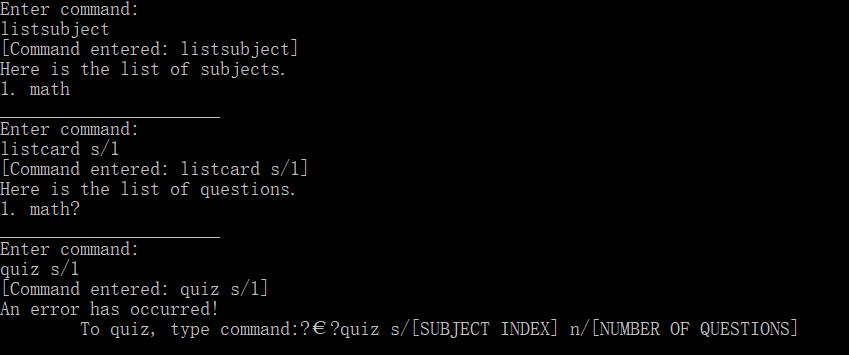 Enter command:
listsubject
[Command entered: listsubject]
Here is the list of subjects.
1. math
______________________
Enter command:
listcard s/1
[Command entered: listcard s/1]
Here is the list of questions.
1. math?
______________________
Enter command:
quiz s/1
[Command entered: quiz s/1]
An error has occurred!
To quiz, type command:?€?quiz s/[SUBJECT INDEX] n/[NUMBER OF QUESTIONS]